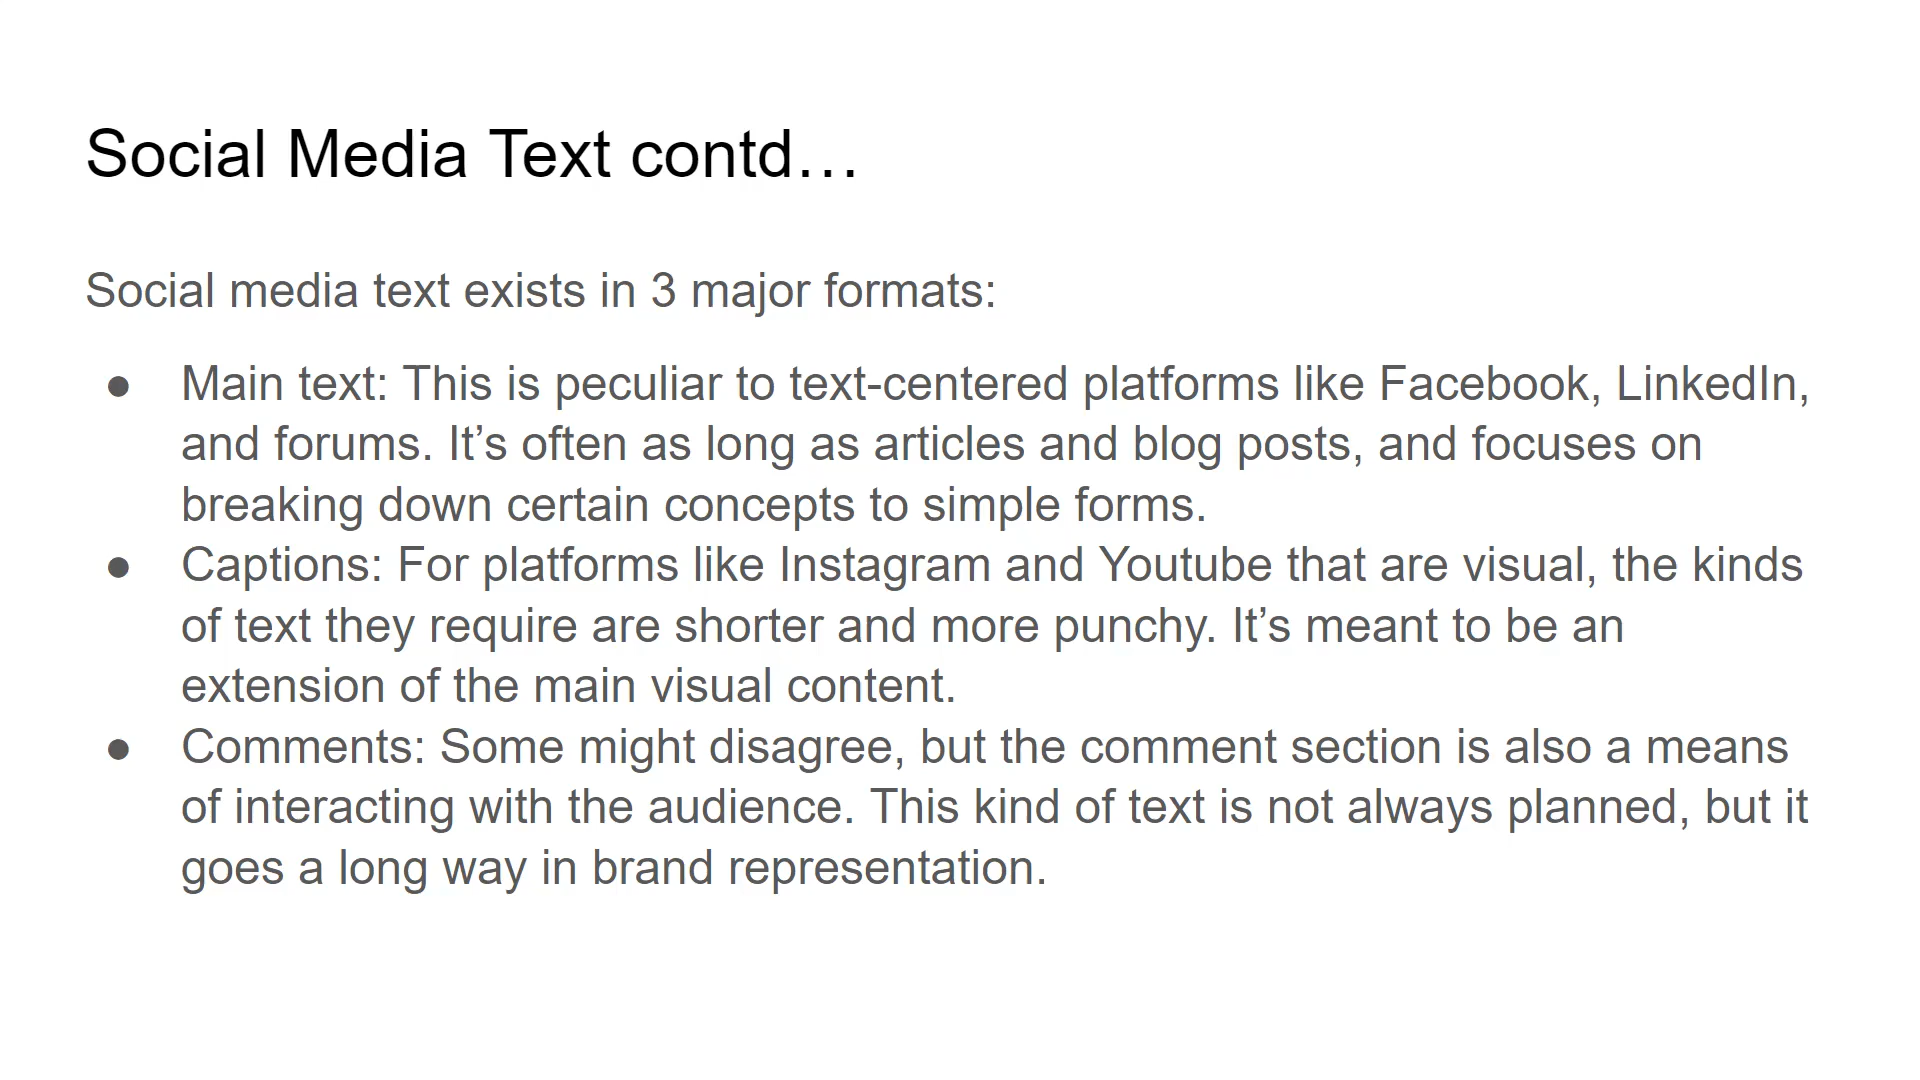 Social Media Text contd…
Social media text exists in 3 major formats:
● Main text: This is peculiar to text-centered platforms like Facebook, LinkedIn,
and forums. It’s often as long as articles and blog posts, and focuses on
breaking down certain concepts to simple forms.
● Captions: For platforms like Instagram and Youtube that are visual, the kinds
of text they require are shorter and more punchy. It’s meant to be an
extension of the main visual content.
● Comments: Some might disagree, but the comment section is also a means
of interacting with the audience. This kind of text is not always planned, but it
goes a long way in brand representation.